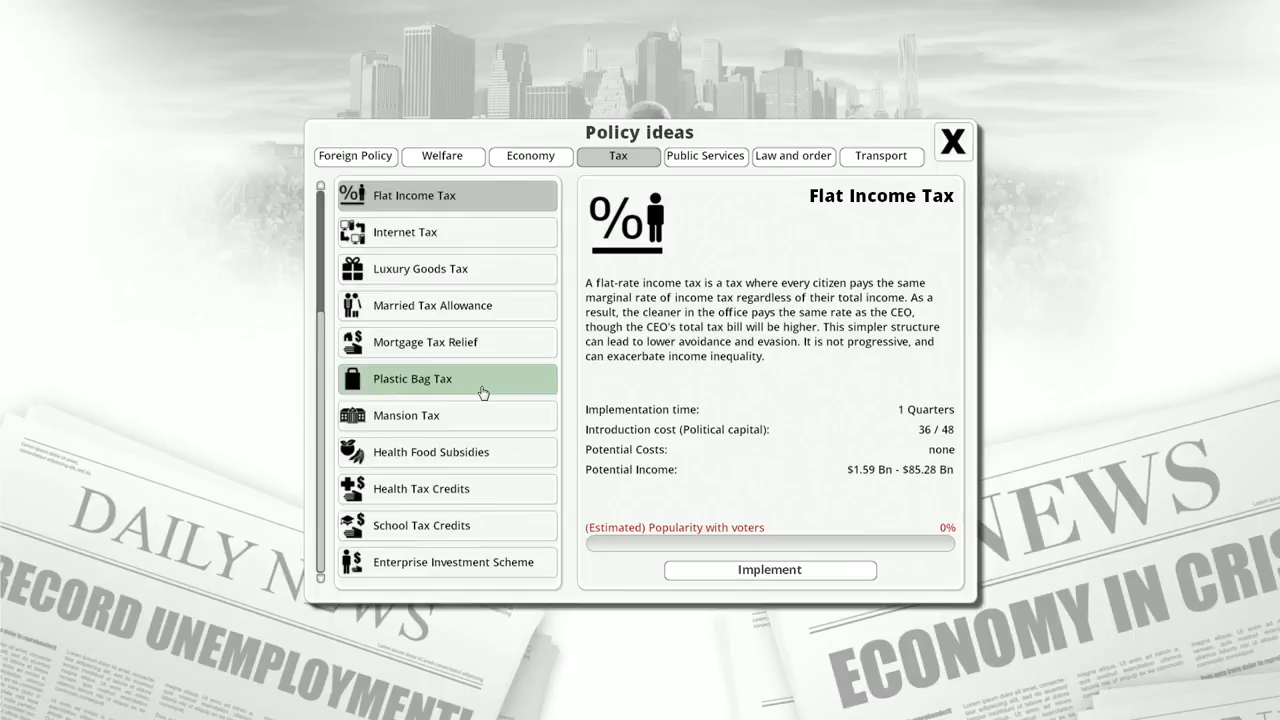 Policy ideas
X
Foreign Policy
Welfare
Economy
Tax
Public Services
Law and order
Transport
Flat Income Tax
Internet Tax
Luxury Goods Tax
Married Tax Allowance
Mortgage Tax Relief
Plastic Bag Tax
Mansion Tax
Health Food Subsidies
Health Tax Credits
School Tax Credits
Enterprise Investment Scheme
Flat Income Tax
A flat-rate income tax is a tax where every citizen pays the same
marginal rate of income tax regardless of their total income. As a
result, the cleaner in the office pays the same rate as the CEO,
though the CEO's total tax bill will be higher. This simpler structure
can lead to lower avoidance and evasion. It is not progressive, and
can exacerbate income inequality.
Implementation time: 1 Quarters
Introduction cost (Political capital): 36 / 48
Potential Costs: none
Potential Income: $1.59 Bn - $85.28 Bn
(Estimated) Popularity with voters 0%
Implement
DAILY NEWS
RECORD UNEMPLOYMENT!
NEWS
ECONOMY IN CRIS